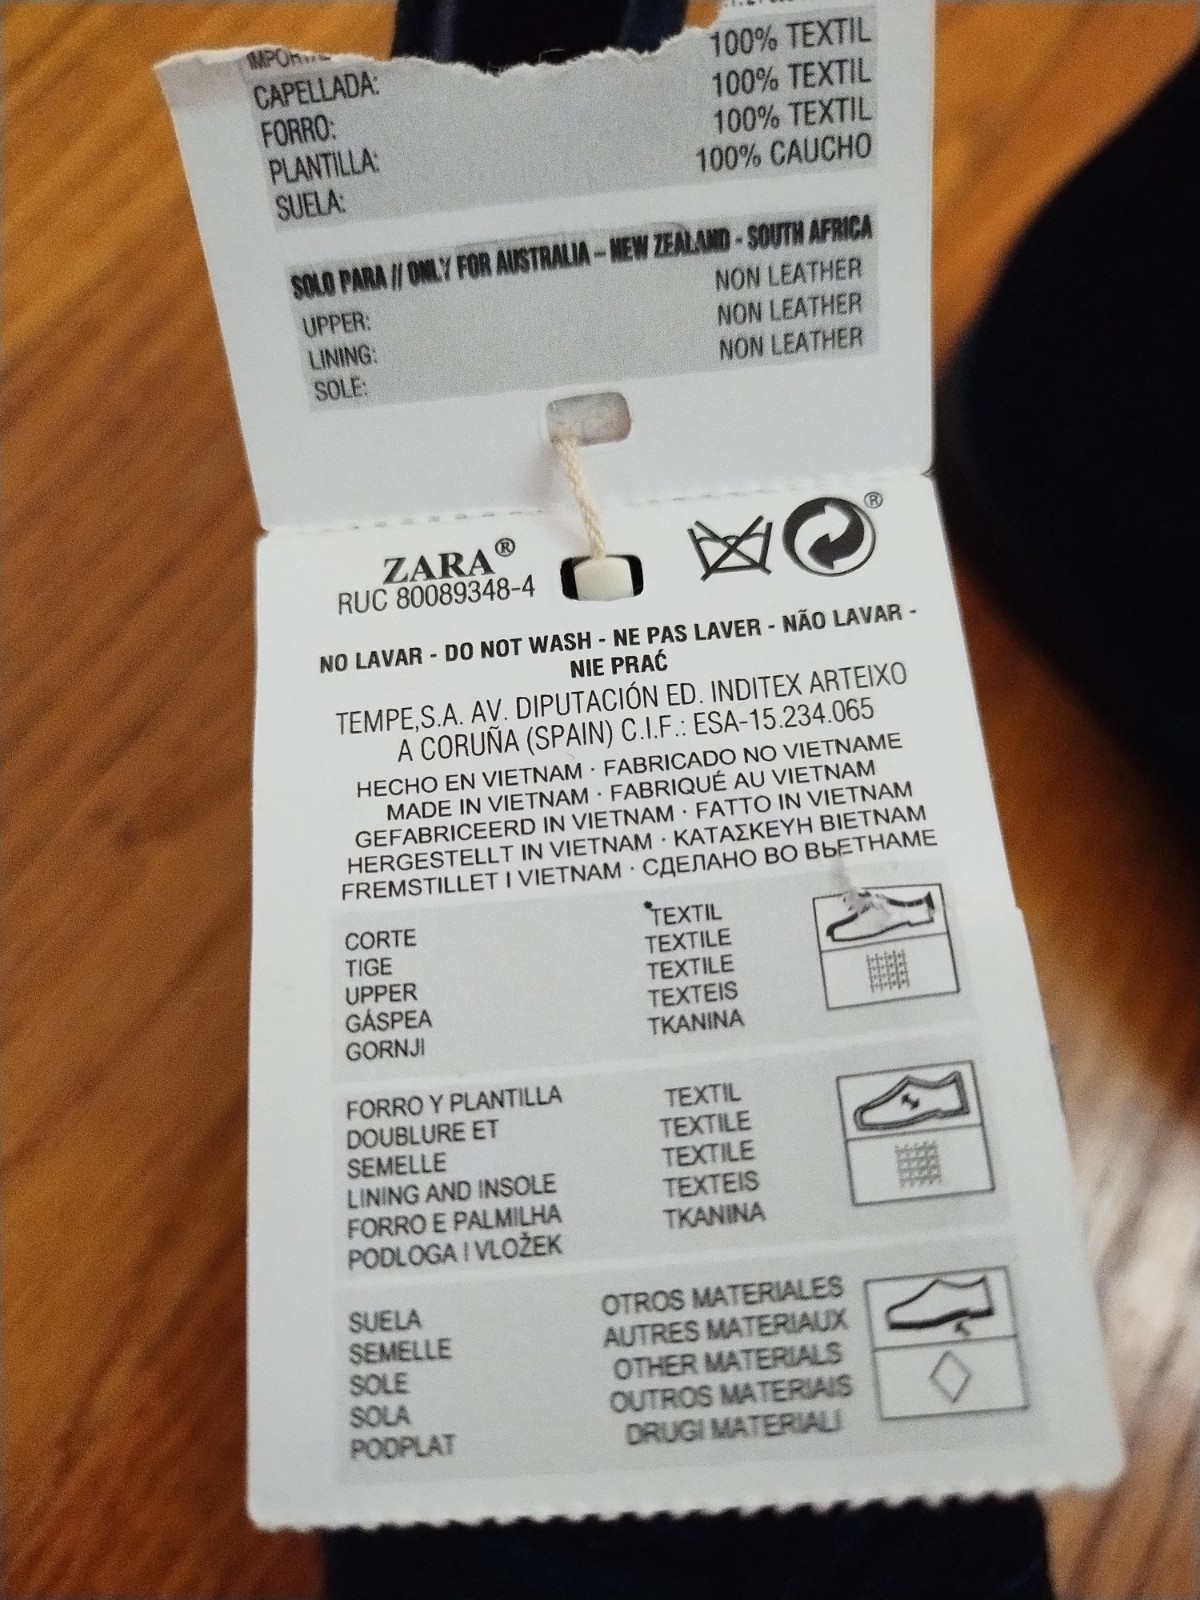 CAPELLADA: 100% TEXTIL
FORRO: 100% TEXTIL
PLANTILLA: 100% TEXTIL
SUELA: 100% CAUCHO
SOLO PARA // ONLY FOR AUSTRALIA – NEW ZEALAND - SOUTH AFRICA
UPPER: NON LEATHER
LINING: NON LEATHER
SOLE: NON LEATHER
ZARA®
®
RUC 80089348-4
NO LAVAR - DO NOT WASH - NE PAS LAVER - NÃO LAVAR -
NIE PRAĆ
TEMPE,S.A. AV. DIPUTACIÓN ED. INDITEX ARTEIXO
A CORUÑA (SPAIN) C.I.F.: ESA-15.234.065
HECHO EN VIETNAM · FABRICADO NO VIETNAME
MADE IN VIETNAM · FABRIQUÉ AU VIETNAM
GEFABRICEERD IN VIETNAM · FATTO IN VIETNAM
HERGESTELLT IN VIETNAM · ΚΑΤΑΣΚΕΥΗ ΒΙΕΤΝΑΜ
FREMSTILLET I VIETNAM · СДЕЛАНО ВО ВЬЕТНАМЕ
CORTE TEXTIL
TIGE TEXTILE
UPPER TEXTILE
GÁSPEA TEXTEIS
GORNJI TKANINA
FORRO Y PLANTILLA TEXTIL
DOUBLURE ET TEXTILE
SEMELLE TEXTILE
LINING AND INSOLE TEXTEIS
FORRO E PALMILHA TKANINA
PODLOGA I VLOŽEK
SUELA OTROS MATERIALES
SEMELLE AUTRES MATERIAUX
SOLE OTHER MATERIALS
SOLA OUTROS MATERIAIS
PODPLAT DRUGI MATERIALI